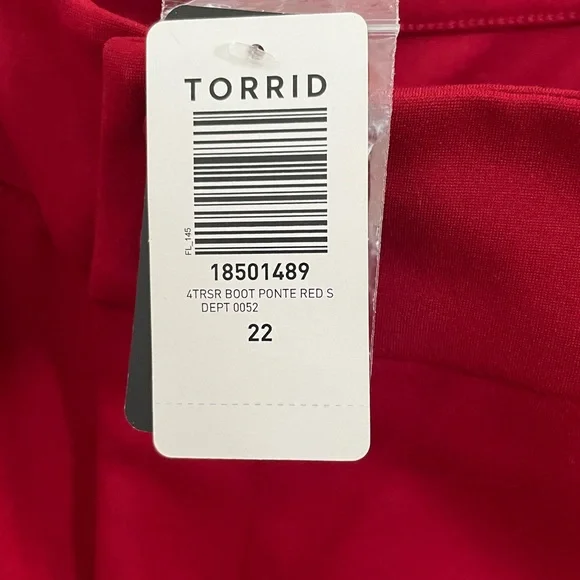 TORRID
FL_145
18501489
4TRSR BOOT PONTE RED S
DEPT 0052
22